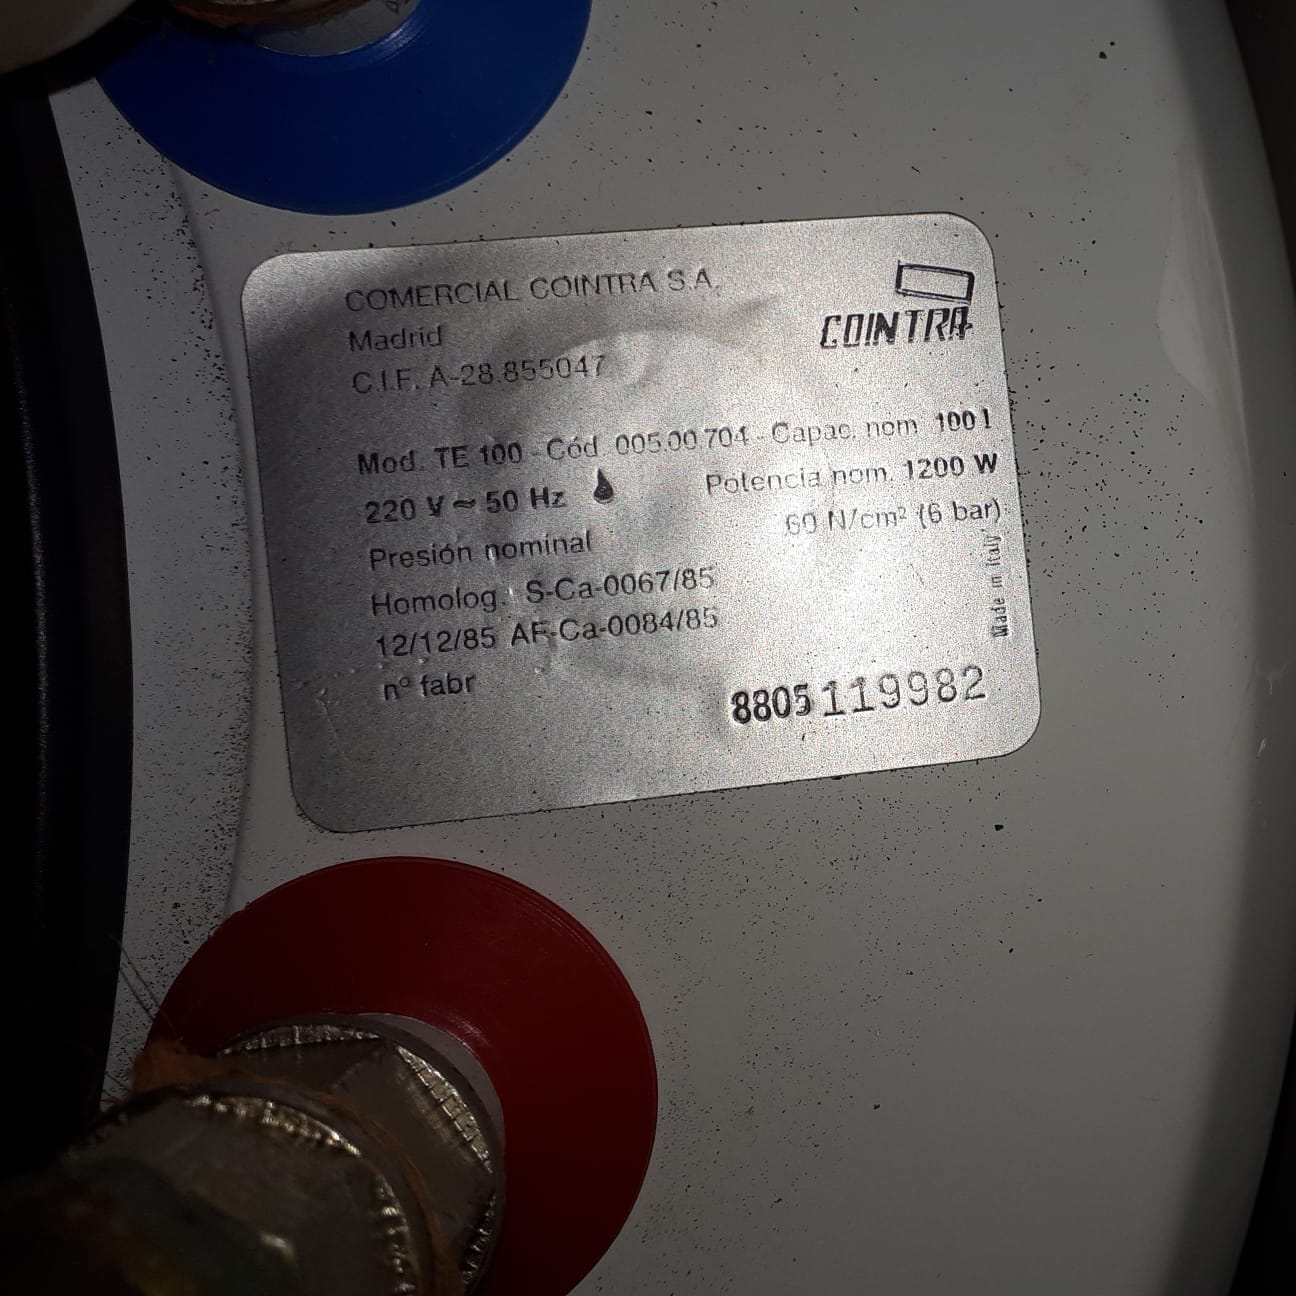 COMERCIAL COINTRA S.A.
Madrid
C.I.F. A-28.855047
COINTRA
Mod. TE 100 - Cód. 005.00.704 - Capac. nom. 100 l
220 V ~ 50 Hz Potencia nom. 1200 W
Presión nominal 60 N/cm² (6 bar)
Homolog. S-Ca-0067/85
12/12/85 AF-Ca-0084/85
nº fabr 8805 119982
Made in Italy